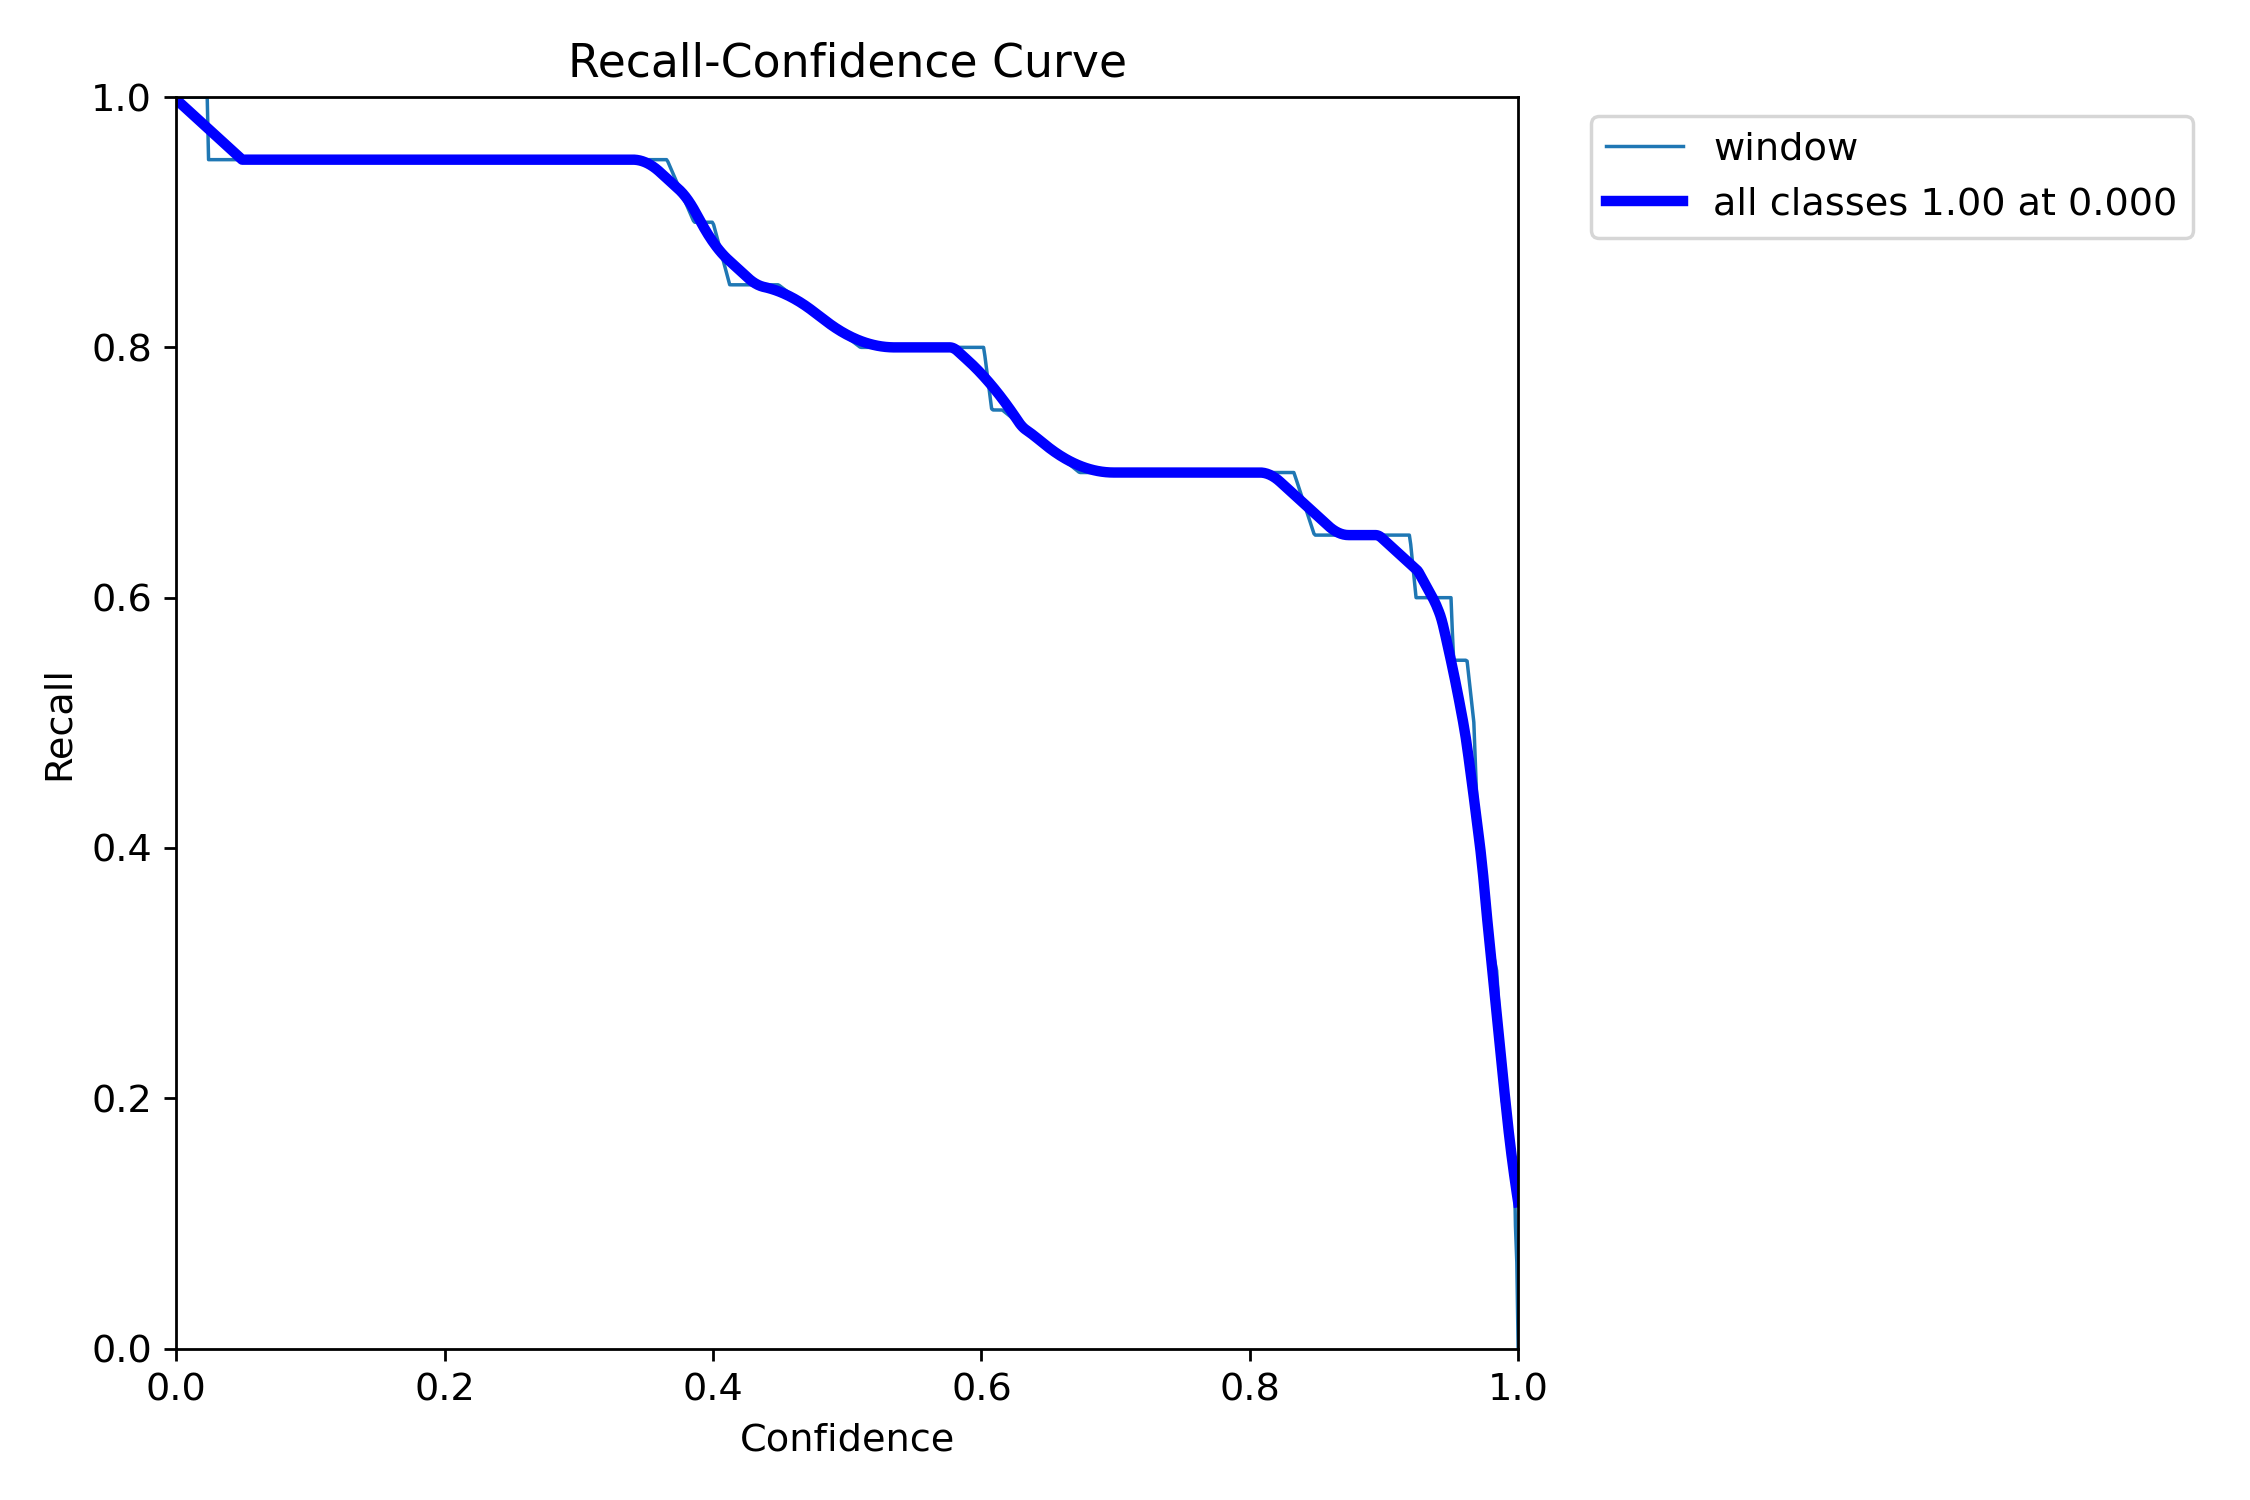 Recall-Confidence Curve
1.0
0.8
0.6
0.4
0.2
0.0
Recall
0.0 0.2 0.4 0.6 0.8 1.0
Confidence
window
all classes 1.00 at 0.000